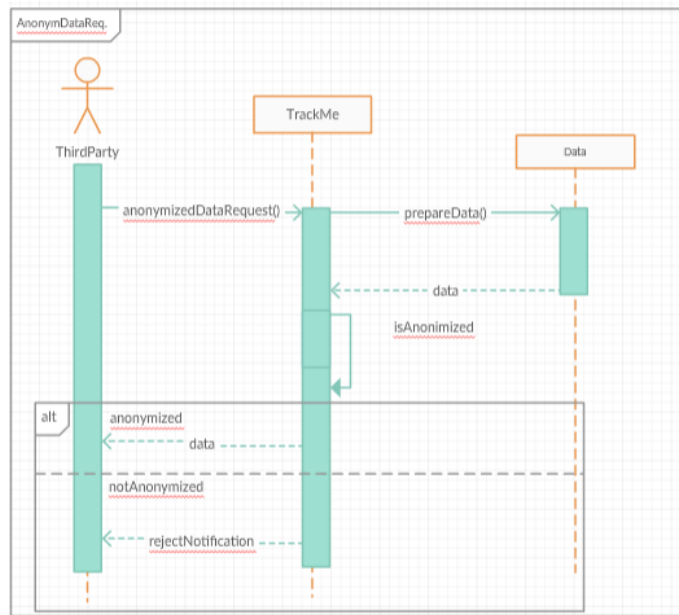 AnonymDataReq.
TrackMe
ThirdParty
Data
anonymizedDataRequest()
prepareData()
data
isAnonimized
alt
anonymized
data
notAnonymized
rejectNotification